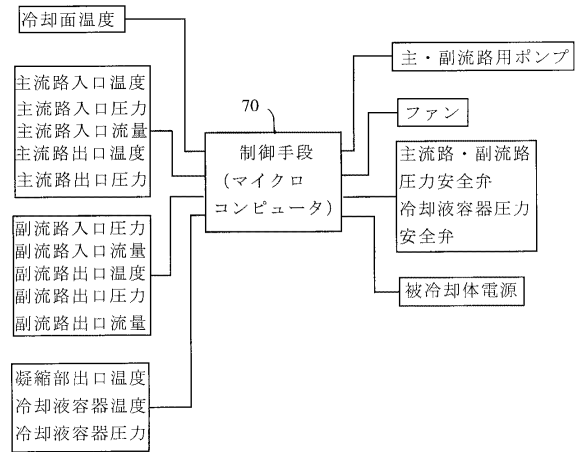 冷却面温度
主流路入口温度
主流路入口圧力
主流路入口流量
主流路出口温度
主流路出口圧力
副流路入口圧力
副流路入口流量
副流路出口温度
副流路出口圧力
副流路出口流量
凝縮部出口温度
冷却液容器温度
冷却液容器圧力
70
制御手段
(マイクロ
コンピュータ)
主・副流路用ポンプ
ファン
主流路・副流路
圧力安全弁
冷却液容器圧力
安全弁
被冷却体電源